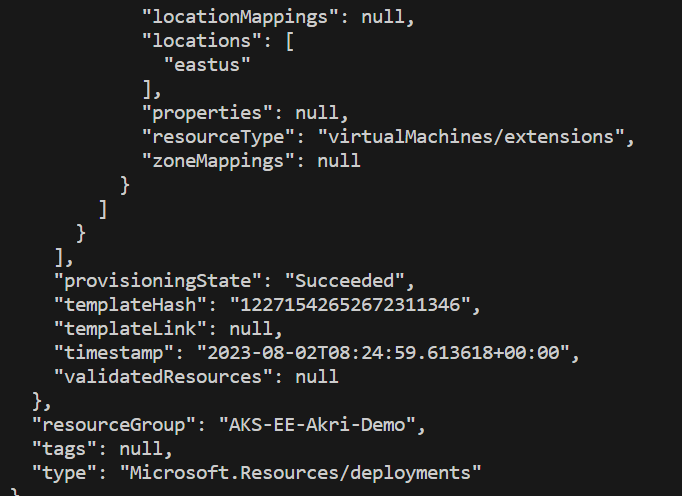 "locationMappings": null,
"locations": [
"eastus"
],
"properties": null,
"resourceType": "virtualMachines/extensions",
"zoneMappings": null
}
]
}
],
"provisioningState": "Succeeded",
"templateHash": "12271542652672311346",
"templateLink": null,
"timestamp": "2023-08-02T08:24:59.613618+00:00",
"validatedResources": null
},
"resourceGroup": "AKS-EE-Akri-Demo",
"tags": null,
"type": "Microsoft.Resources/deployments"
}